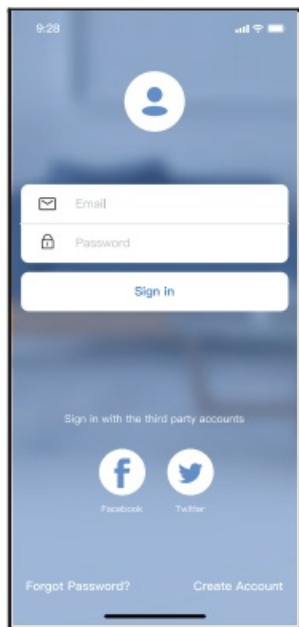 9:28
Email
Password
Sign in
Sign in with the third party accounts
Facebook Twitter
Forgot Password? Create Account